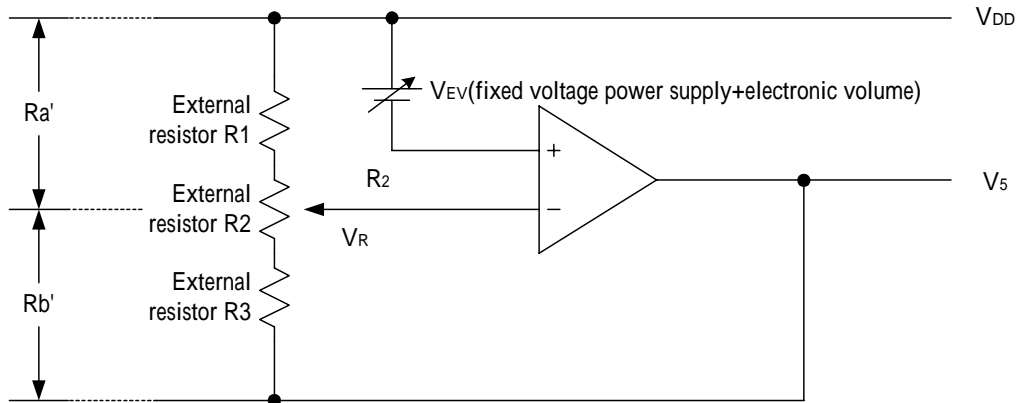 VDD
VEV(fixed voltage power supply+electronic volume)
Ra'
External
resistor R1
+
R2
External
resistor R2
−
VR
V5
Rb'
External
resistor R3